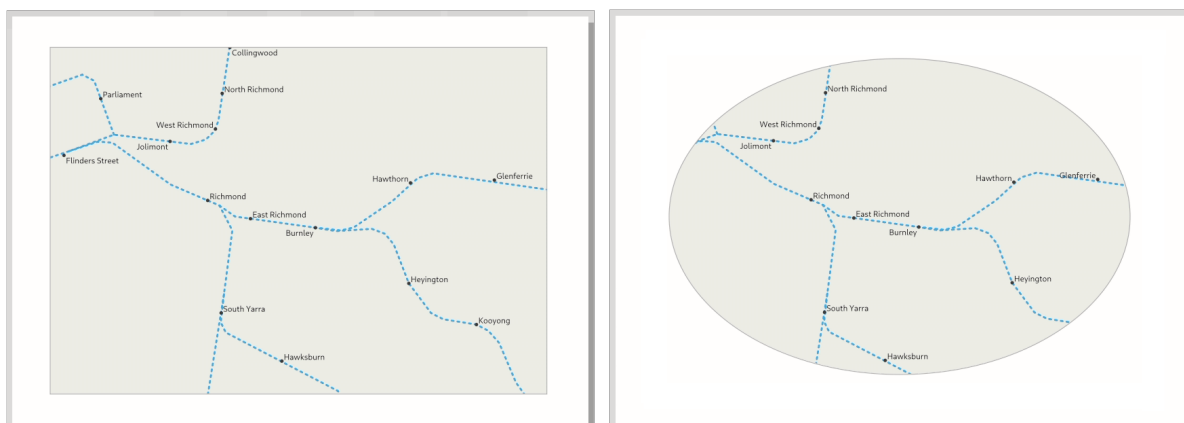 Collingwood
Parliament
North Richmond
West Richmond
Jolimont
Flinders Street
Hawthorn
Glenferrie
Richmond
East Richmond
Burnley
Heyington
South Yarra
Kooyong
Hawksburn
North Richmond
West Richmond
Jolimont
Hawthorn
Glenferrie
Richmond
East Richmond
Burnley
Heyington
South Yarra
Hawksburn